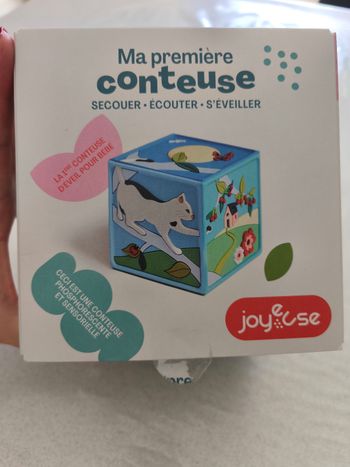 Ma première
conteuse
SECOUER • ÉCOUTER • S'ÉVEILLER
LA 1ÈRE CONTEUSE
D'ÉVEIL POUR BÉBÉ
CECI EST UNE CONTEUSE
PHOSPHORESCENTE
ET SENSORIELLE
joyeuse